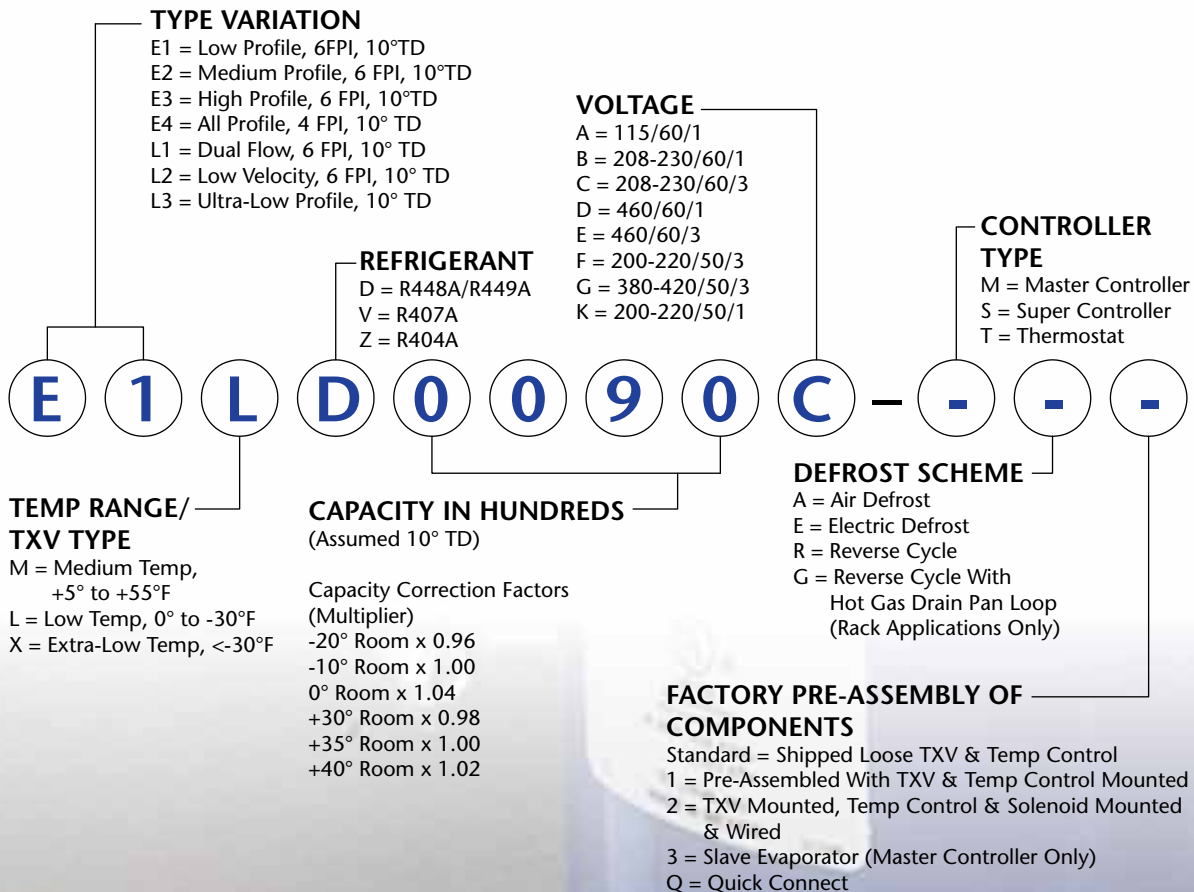 TYPE VARIATION
E1 = Low Profile, 6FPI, 10°TD
E2 = Medium Profile, 6 FPI, 10°TD
E3 = High Profile, 6 FPI, 10°TD
E4 = All Profile, 4 FPI, 10° TD
L1 = Dual Flow, 6 FPI, 10° TD
L2 = Low Velocity, 6 FPI, 10° TD
L3 = Ultra-Low Profile, 10° TD
REFRIGERANT
D = R448A/R449A
V = R407A
Z = R404A
VOLTAGE
A = 115/60/1
B = 208-230/60/1
C = 208-230/60/3
D = 460/60/1
E = 460/60/3
F = 200-220/50/3
G = 380-420/50/3
K = 200-220/50/1
CONTROLLER
TYPE
M = Master Controller
S = Super Controller
T = Thermostat
E 1 L D 0 0 9 0 C – - - -
TEMP RANGE/
TXV TYPE
M = Medium Temp,
+5° to +55°F
L = Low Temp, 0° to -30°F
X = Extra-Low Temp, <-30°F
CAPACITY IN HUNDREDS
(Assumed 10° TD)
Capacity Correction Factors
(Multiplier)
-20° Room x 0.96
-10° Room x 1.00
0° Room x 1.04
+30° Room x 0.98
+35° Room x 1.00
+40° Room x 1.02
DEFROST SCHEME
A = Air Defrost
E = Electric Defrost
R = Reverse Cycle
G = Reverse Cycle With
Hot Gas Drain Pan Loop
(Rack Applications Only)
FACTORY PRE-ASSEMBLY OF
COMPONENTS
Standard = Shipped Loose TXV & Temp Control
1 = Pre-Assembled With TXV & Temp Control Mounted
2 = TXV Mounted, Temp Control & Solenoid Mounted
& Wired
3 = Slave Evaporator (Master Controller Only)
Q = Quick Connect